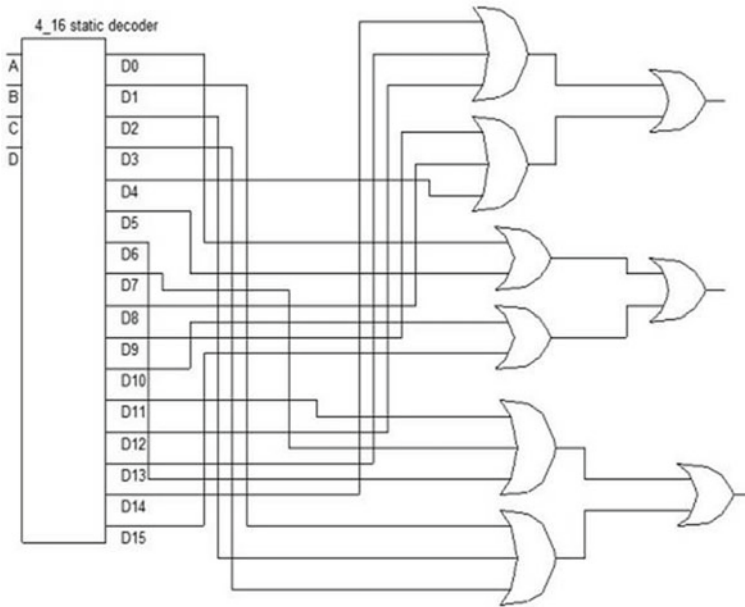 4_16 static decoder
A
B
C
D
D0
D1
D2
D3
D4
D5
D6
D7
D8
D9
D10
D11
D12
D13
D14
D15